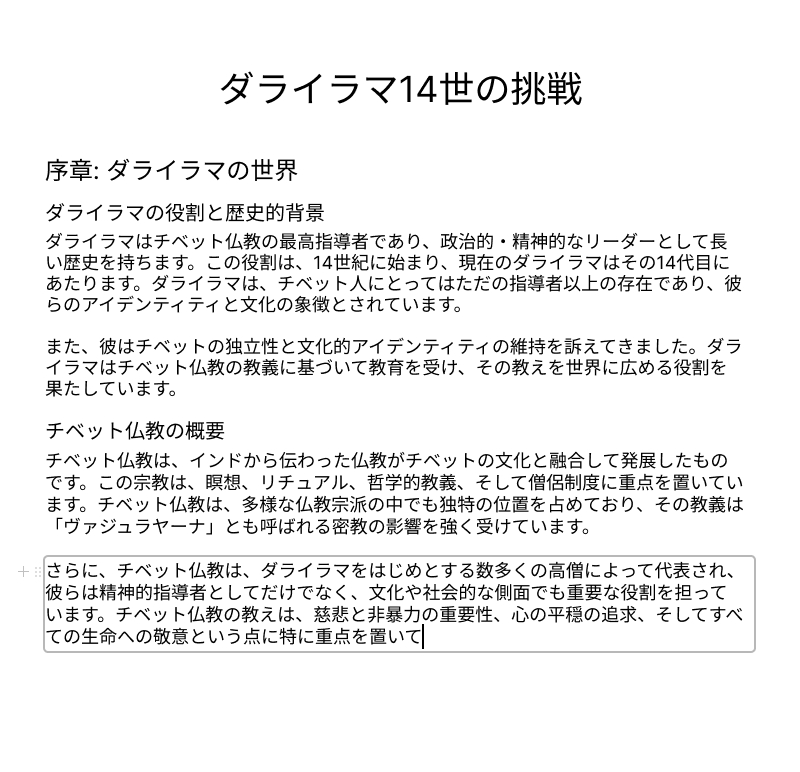 ダライラマ14世の挑戦
序章: ダライラマの世界
ダライラマの役割と歴史的背景
ダライラマはチベット仏教の最高指導者であり、政治的・精神的なリーダーとして長
い歴史を持ちます。この役割は、14世紀に始まり、現在のダライラマはその14代目に
あたります。ダライラマは、チベット人にとってはただの指導者以上の存在であり、彼
らのアイデンティティと文化の象徴とされています。
また、彼はチベットの独立性と文化的アイデンティティの維持を訴えてきました。ダラ
イラマはチベット仏教の教義に基づいて教育を受け、その教えを世界に広める役割を
果たしています。
チベット仏教の概要
チベット仏教は、インドから伝わった仏教がチベットの文化と融合して発展したもの
です。この宗教は、瞑想、リチュアル、哲学的教義、そして僧侶制度に重点を置いてい
ます。チベット仏教は、多様な仏教宗派の中でも独特の位置を占めており、その教義は
「ヴァジュラヤーナ」とも呼ばれる密教の影響を強く受けています。
さらに、チベット仏教は、ダライラマをはじめとする数多くの高僧によって代表され、
彼らは精神的指導者としてだけでなく、文化や社会的な側面でも重要な役割を担って
います。チベット仏教の教えは、慈悲と非暴力の重要性、心の平穏の追求、そしてすべ
ての生命への敬意という点に特に重点を置いて